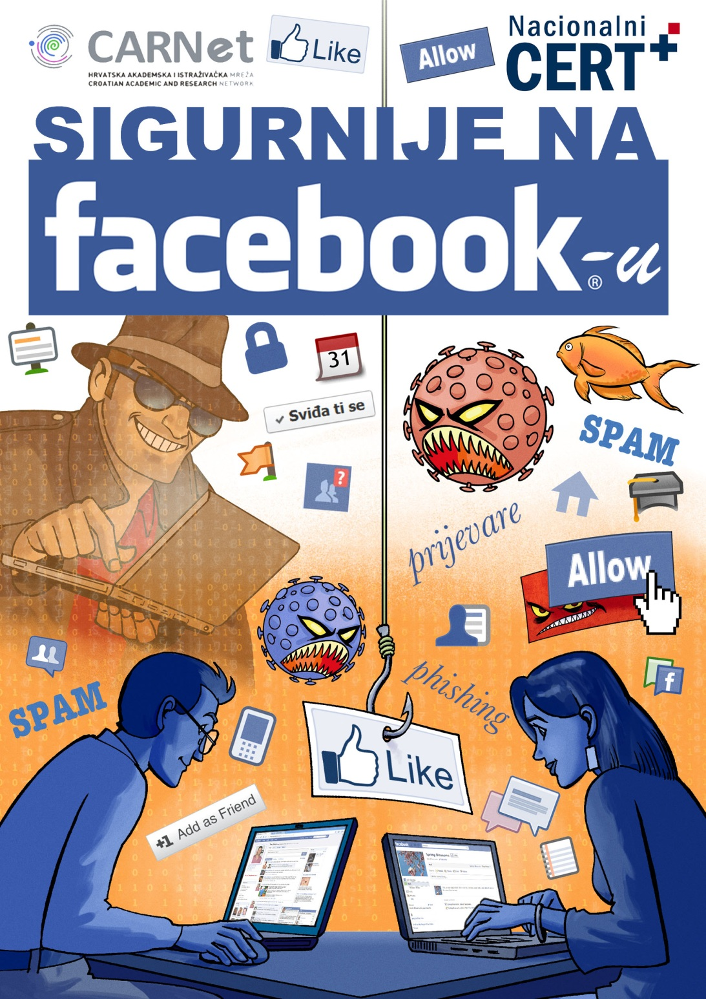 CARNet
HRVATSKA AKADEMSKA I ISTRAŽIVAČKA MREŽA
CROATIAN ACADEMIC AND RESEARCH NETWORK
Like
Allow
Nacionalni
CERT+
SIGURNIJE NA
facebook®-u
31
Sviđa ti se
?
SPAM
prijevare
Allow
phishing
f
SPAM
Like
+1 Add as Friend
facebook
Spring Blossoms